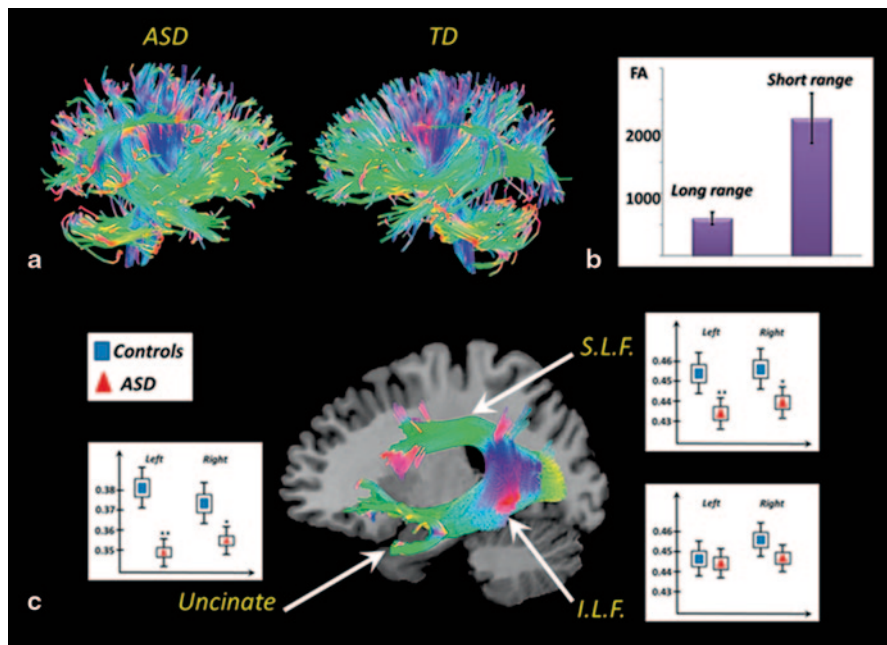 ASD
TD
a
FA
Short range
2000
Long range
1000
b
Controls
ASD
S.L.F.
Left Right
0.46
0.45
**
*
0.44
0.43
Left Right
0.38
0.37
**
*
0.36
0.35
Left Right
0.46
0.45
0.44
0.43
c
Uncinate
I.L.F.